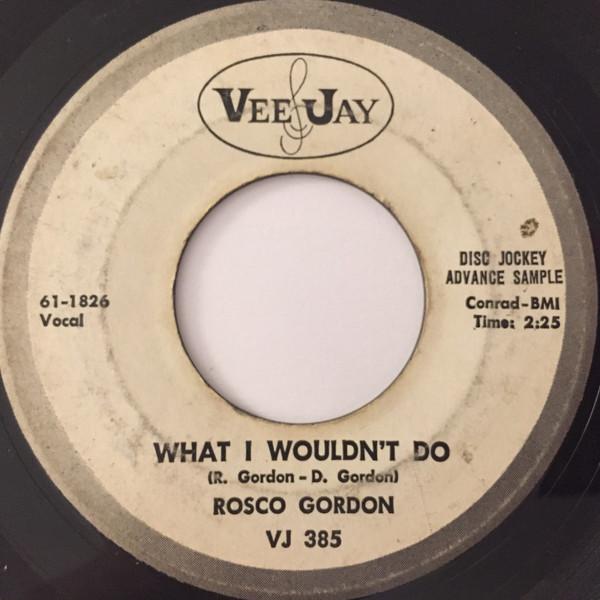 VEE JAY
DISC JOCKEY
ADVANCE SAMPLE
61-1826
Vocal
Conrad-BMI
Time: 2:25
WHAT I WOULDN'T DO
(R. Gordon - D. Gordon)
ROSCO GORDON
VJ 385